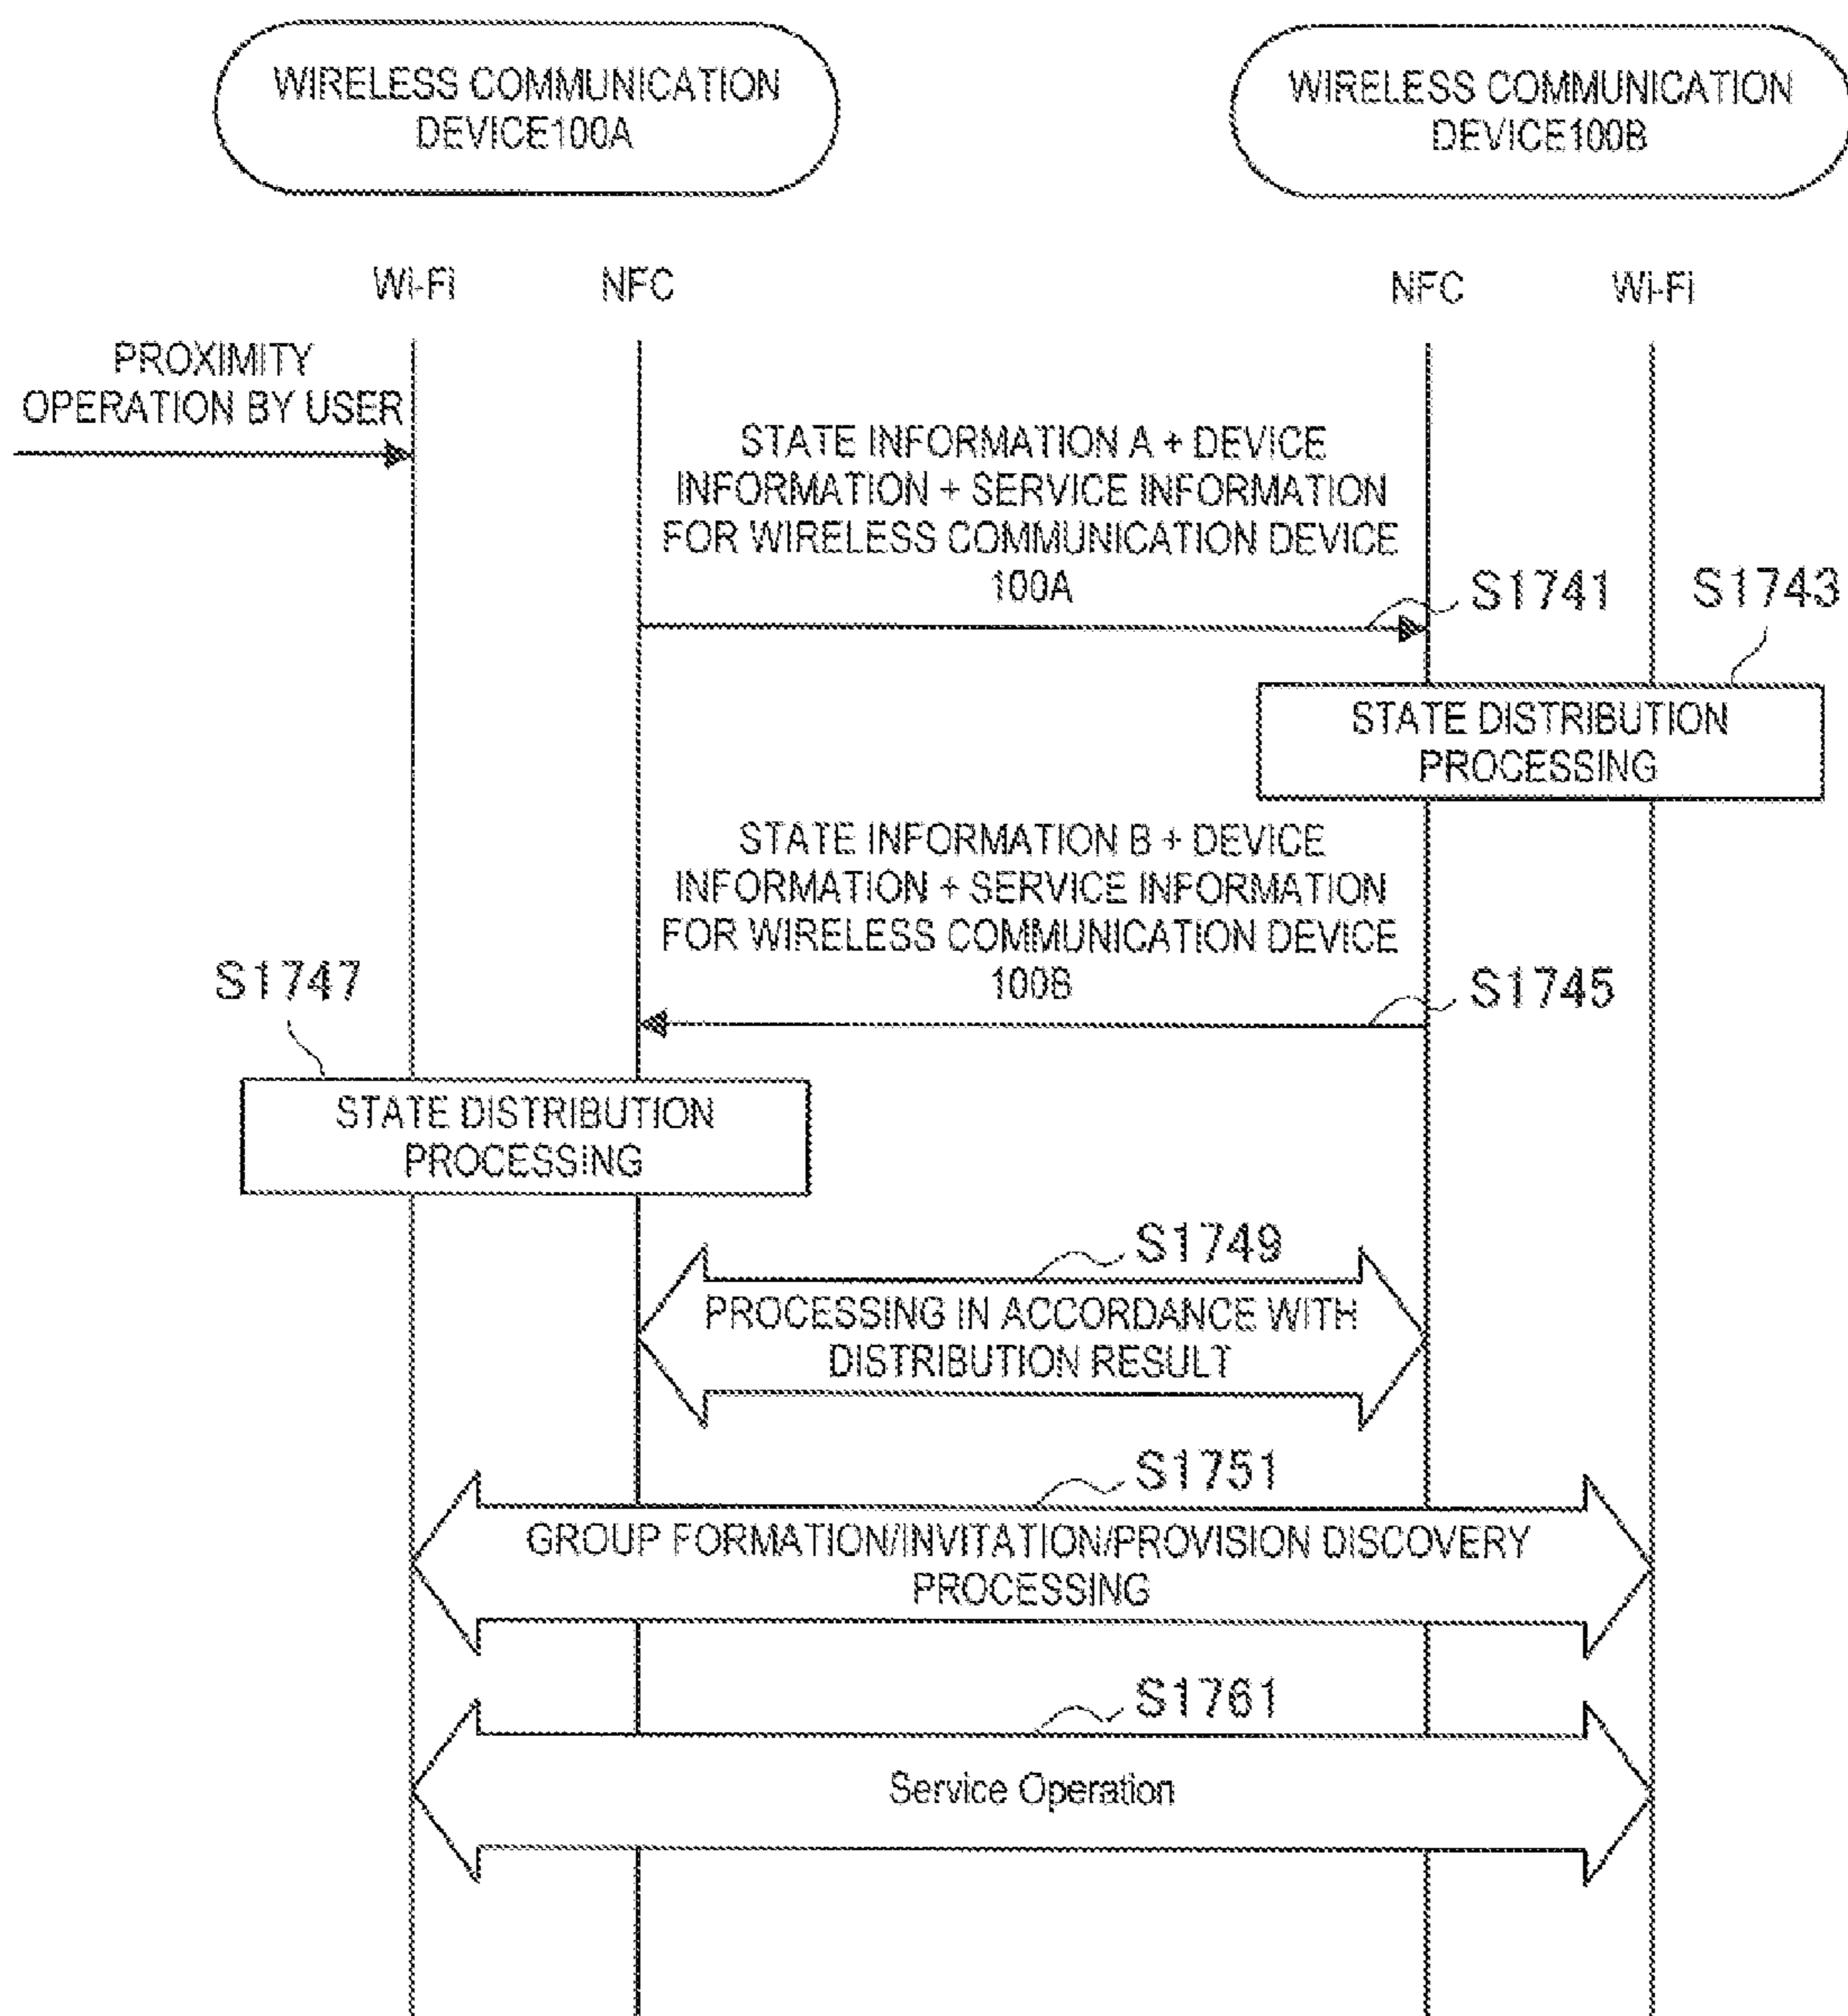 WIRELESS COMMUNICATION
DEVICE100A
WIRELESS COMMUNICATION
DEVICE100B
Wi-Fi
NFC
NFC
Wi-Fi
PROXIMITY
OPERATION BY USER
STATE INFORMATION A + DEVICE
INFORMATION + SERVICE INFORMATION
FOR WIRELESS COMMUNICATION DEVICE
100A
S1741
S1743
STATE DISTRIBUTION
PROCESSING
STATE INFORMATION B + DEVICE
INFORMATION + SERVICE INFORMATION
FOR WIRELESS COMMUNICATION DEVICE
100B
S1745
S1747
STATE DISTRIBUTION
PROCESSING
S1749
PROCESSING IN ACCORDANCE WITH
DISTRIBUTION RESULT
S1751
GROUP FORMATION/INVITATION/PROVISION DISCOVERY
PROCESSING
S1761
Service Operation